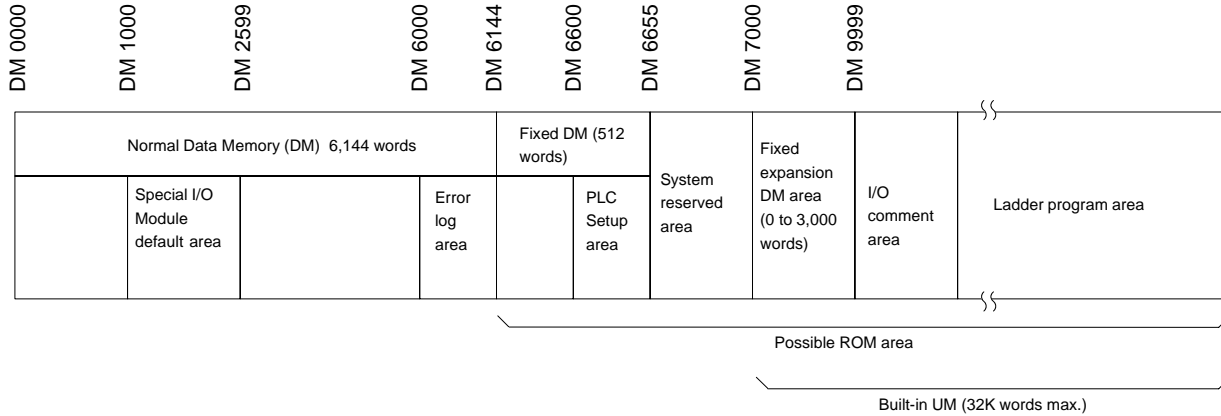 DM 0000
DM 1000
DM 2599
DM 6000
DM 6144
DM 6600
DM 6655
DM 7000
DM 9999
Normal Data Memory (DM) 6,144 words
Fixed DM (512
words)
Special I/O
Module
default area
Error
log
area
PLC
Setup
area
System
reserved
area
Fixed
expansion
DM area
(0 to 3,000
words)
I/O
comment
area
Ladder program area
Possible ROM area
Built-in UM (32K words max.)